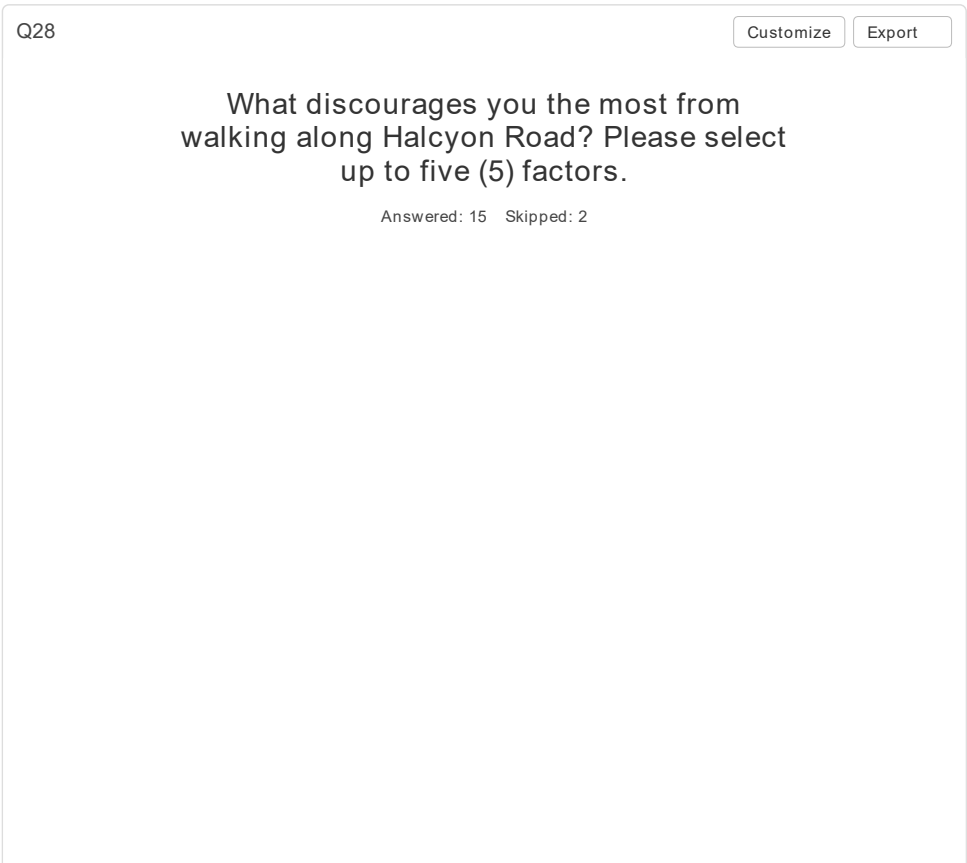 Q28
Customize
Export
What discourages you the most from
walking along Halcyon Road? Please select
up to five (5) factors.
Answered: 15 Skipped: 2